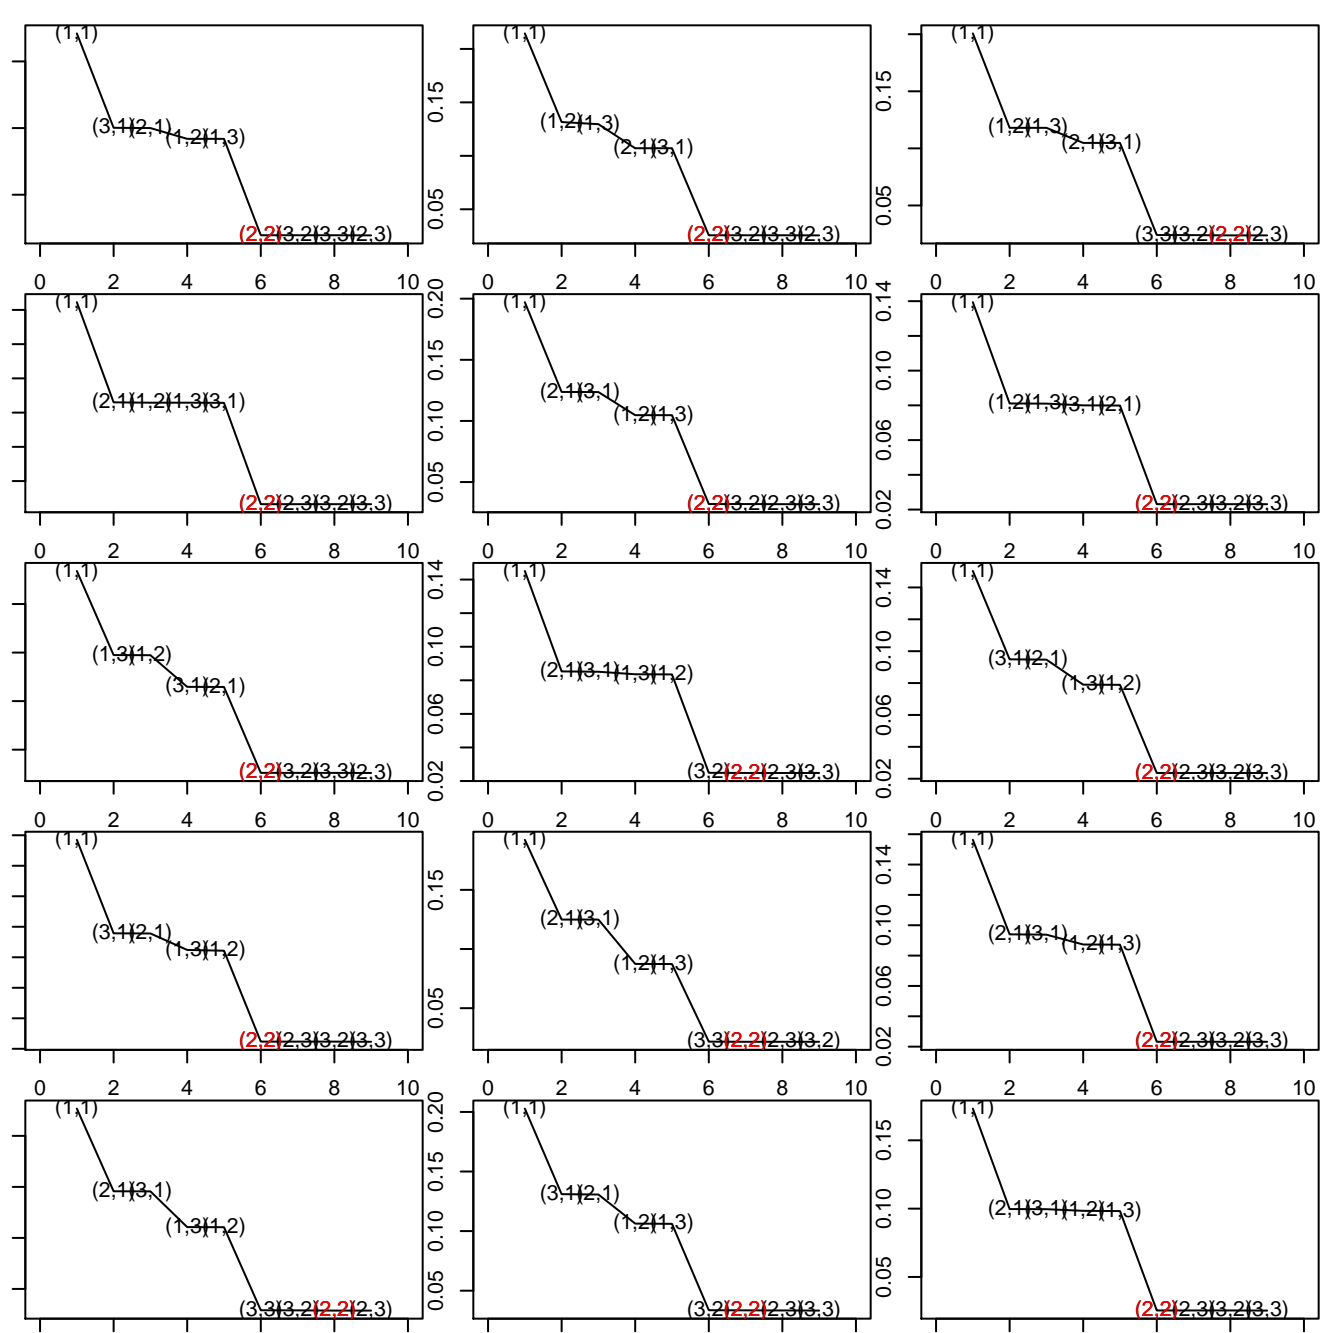 (1,1) (1,1) (1,1)
0.15 0.15
(3,1)(2,1) (1,2)(1,3) (1,2)(1,3)
(1,2)(1,3) (2,1)(3,1) (2,1)(3,1)
0.05 0.05
(2,2)(3,2)(3,3)(2,3) (2,2)(3,2)(3,3)(2,3) (3,3)(3,2)(2,2)(2,3)
0 2 4 6 8 10 0 2 4 6 8 10 0 2 4 6 8 10
(1,1) 0.20 (1,1) 0.14 (1,1)
0.15 0.10
(2,1)(1,2)(1,3)(3,1) (2,1)(3,1) (1,2)(1,3)(3,1)(2,1)
0.10 (1,2)(1,3) 0.06
0.05 0.02
(2,2)(2,3)(3,2)(3,3) (2,2)(3,2)(2,3)(3,3) (2,2)(2,3)(3,2)(3,3)
0 2 4 6 8 10 0 2 4 6 8 10 0 2 4 6 8 10
(1,1) 0.14 (1,1) 0.14 (1,1)
0.10 0.10
(1,3)(1,2) (2,1)(3,1)(1,3)(1,2) (3,1)(2,1)
(3,1)(2,1) 0.06 0.06 (1,3)(1,2)
0.02 0.02
(2,2)(3,2)(3,3)(2,3) (3,2)(2,2)(2,3)(3,3) (2,2)(2,3)(3,2)(3,3)
0 2 4 6 8 10 0 2 4 6 8 10 0 2 4 6 8 10
(1,1) (1,1) (1,1)
0.15 0.14
(3,1)(2,1) (2,1)(3,1) 0.10 (2,1)(3,1)
(1,3)(1,2) (1,2)(1,3) (1,2)(1,3)
0.05 0.06
0.02
(2,2)(2,3)(3,2)(3,3) (3,3)(2,2)(2,3)(3,2) (2,2)(2,3)(3,2)(3,3)
0 2 4 6 8 10 0 2 4 6 8 10 0 2 4 6 8 10
(1,1) 0.20 (1,1) (1,1)
0.15 0.15
(2,1)(3,1) (3,1)(2,1) 0.10 (2,1)(3,1)(1,2)(1,3)
(1,3)(1,2) 0.10 (1,2)(1,3)
0.05 0.05
(3,3)(3,2)(2,2)(2,3) (3,2)(2,2)(2,3)(3,3) (2,2)(2,3)(3,2)(3,3)